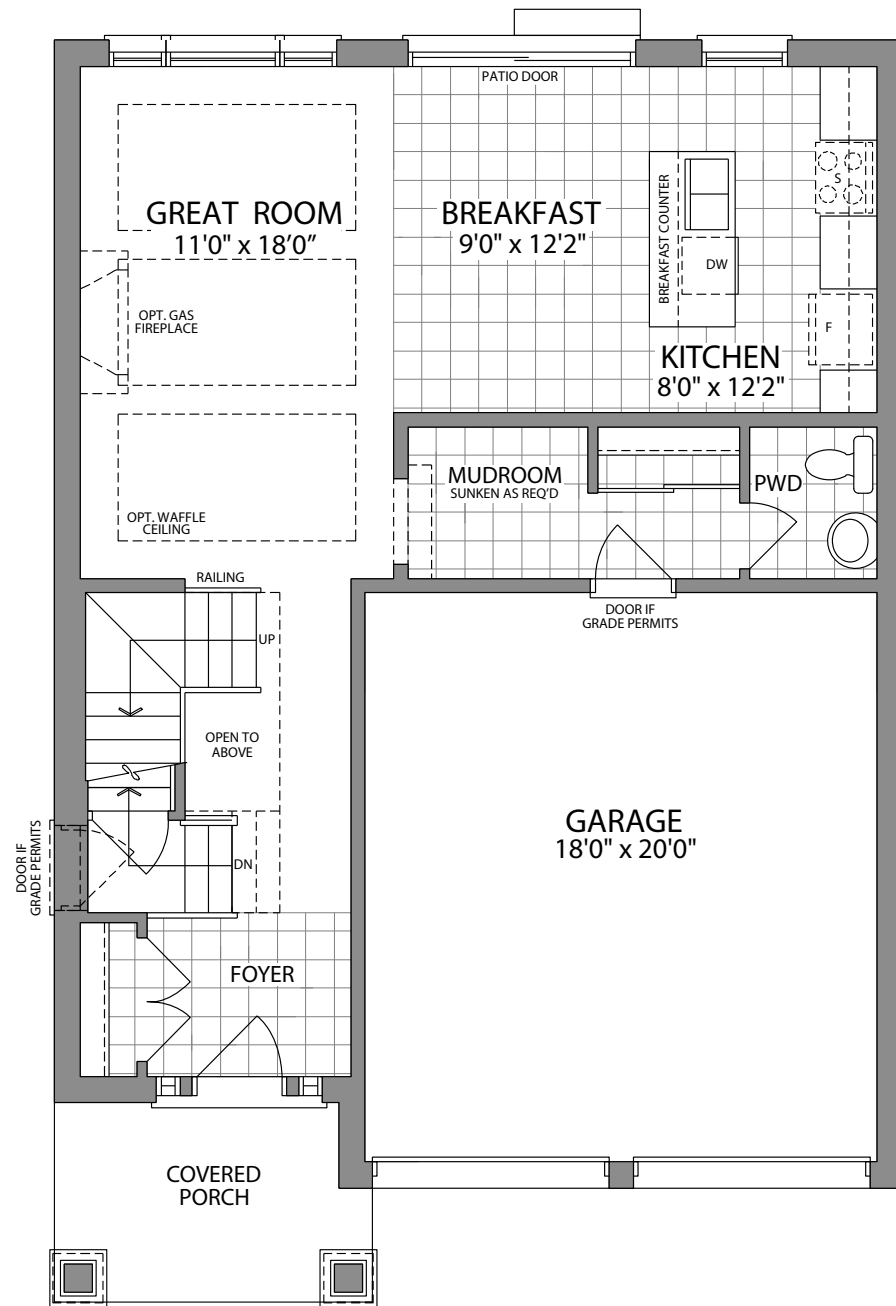 PATIO DOOR
GREAT ROOM
11'0" x 18'0"
BREAKFAST
9'0" x 12'2"
BREAKFAST COUNTER
DW
S
F
KITCHEN
8'0" x 12'2"
OPT. GAS
FIREPLACE
OPT. WAFFLE
CEILING
MUDROOM
SUNKEN AS REQ'D
PWD
RAILING
UP
DOOR IF
GRADE PERMITS
OPEN TO
ABOVE
GARAGE
18'0" x 20'0"
DOOR IF
GRADE PERMITS
DN
FOYER
COVERED
PORCH